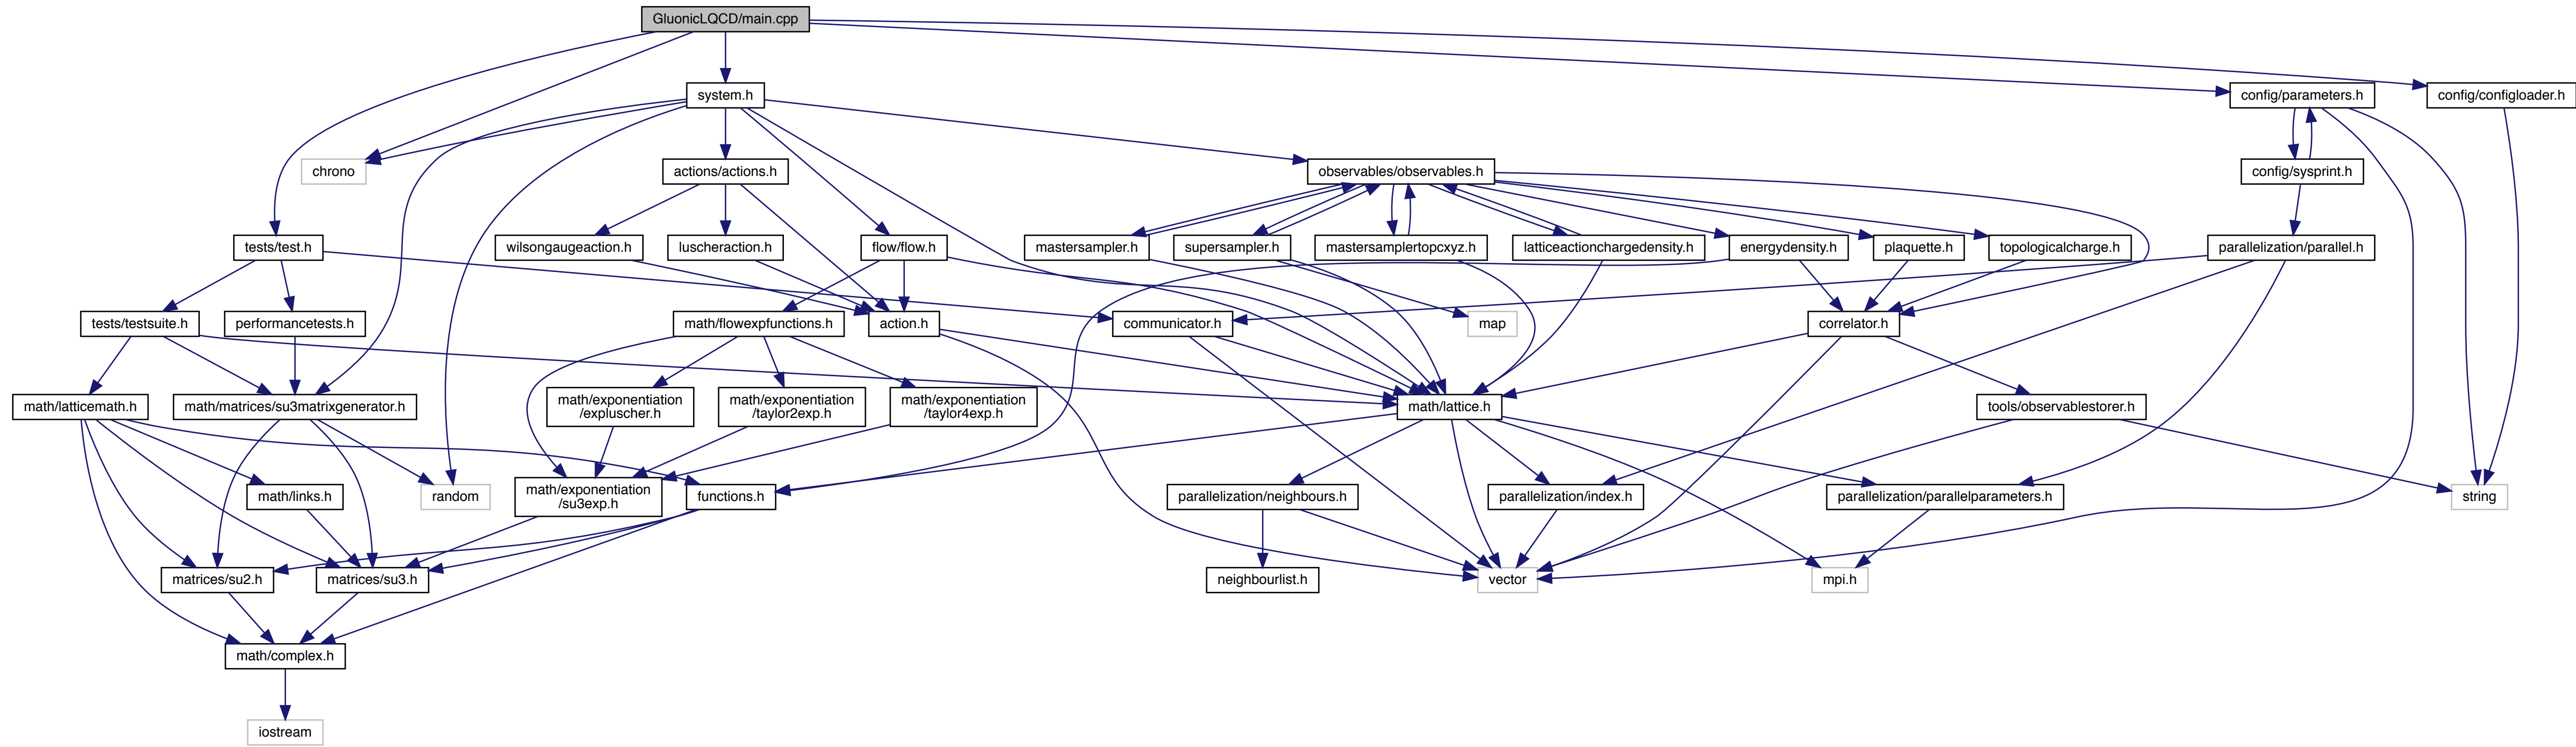 GluonicLQCD/main.cpp
system.h
config/parameters.h
config/configloader.h
chrono
actions/actions.h
observables/observables.h
config/sysprint.h
tests/test.h
wilsongaugeaction.h
luscheraction.h
flow/flow.h
mastersampler.h
supersampler.h
mastersamplertopcxyz.h
latticeactionchargedensity.h
energydensity.h
plaquette.h
topologicalcharge.h
parallelization/parallel.h
tests/testsuite.h
performancetests.h
math/flowexpfunctions.h
action.h
communicator.h
map
correlator.h
math/latticemath.h
math/matrices/su3matrixgenerator.h
math/exponentiation
/expluscher.h
math/exponentiation
/taylor2exp.h
math/exponentiation
/taylor4exp.h
math/lattice.h
tools/observablestorer.h
math/links.h
random
math/exponentiation
/su3exp.h
functions.h
parallelization/neighbours.h
parallelization/index.h
parallelization/parallelparameters.h
string
matrices/su2.h
matrices/su3.h
neighbourlist.h
vector
mpi.h
math/complex.h
iostream